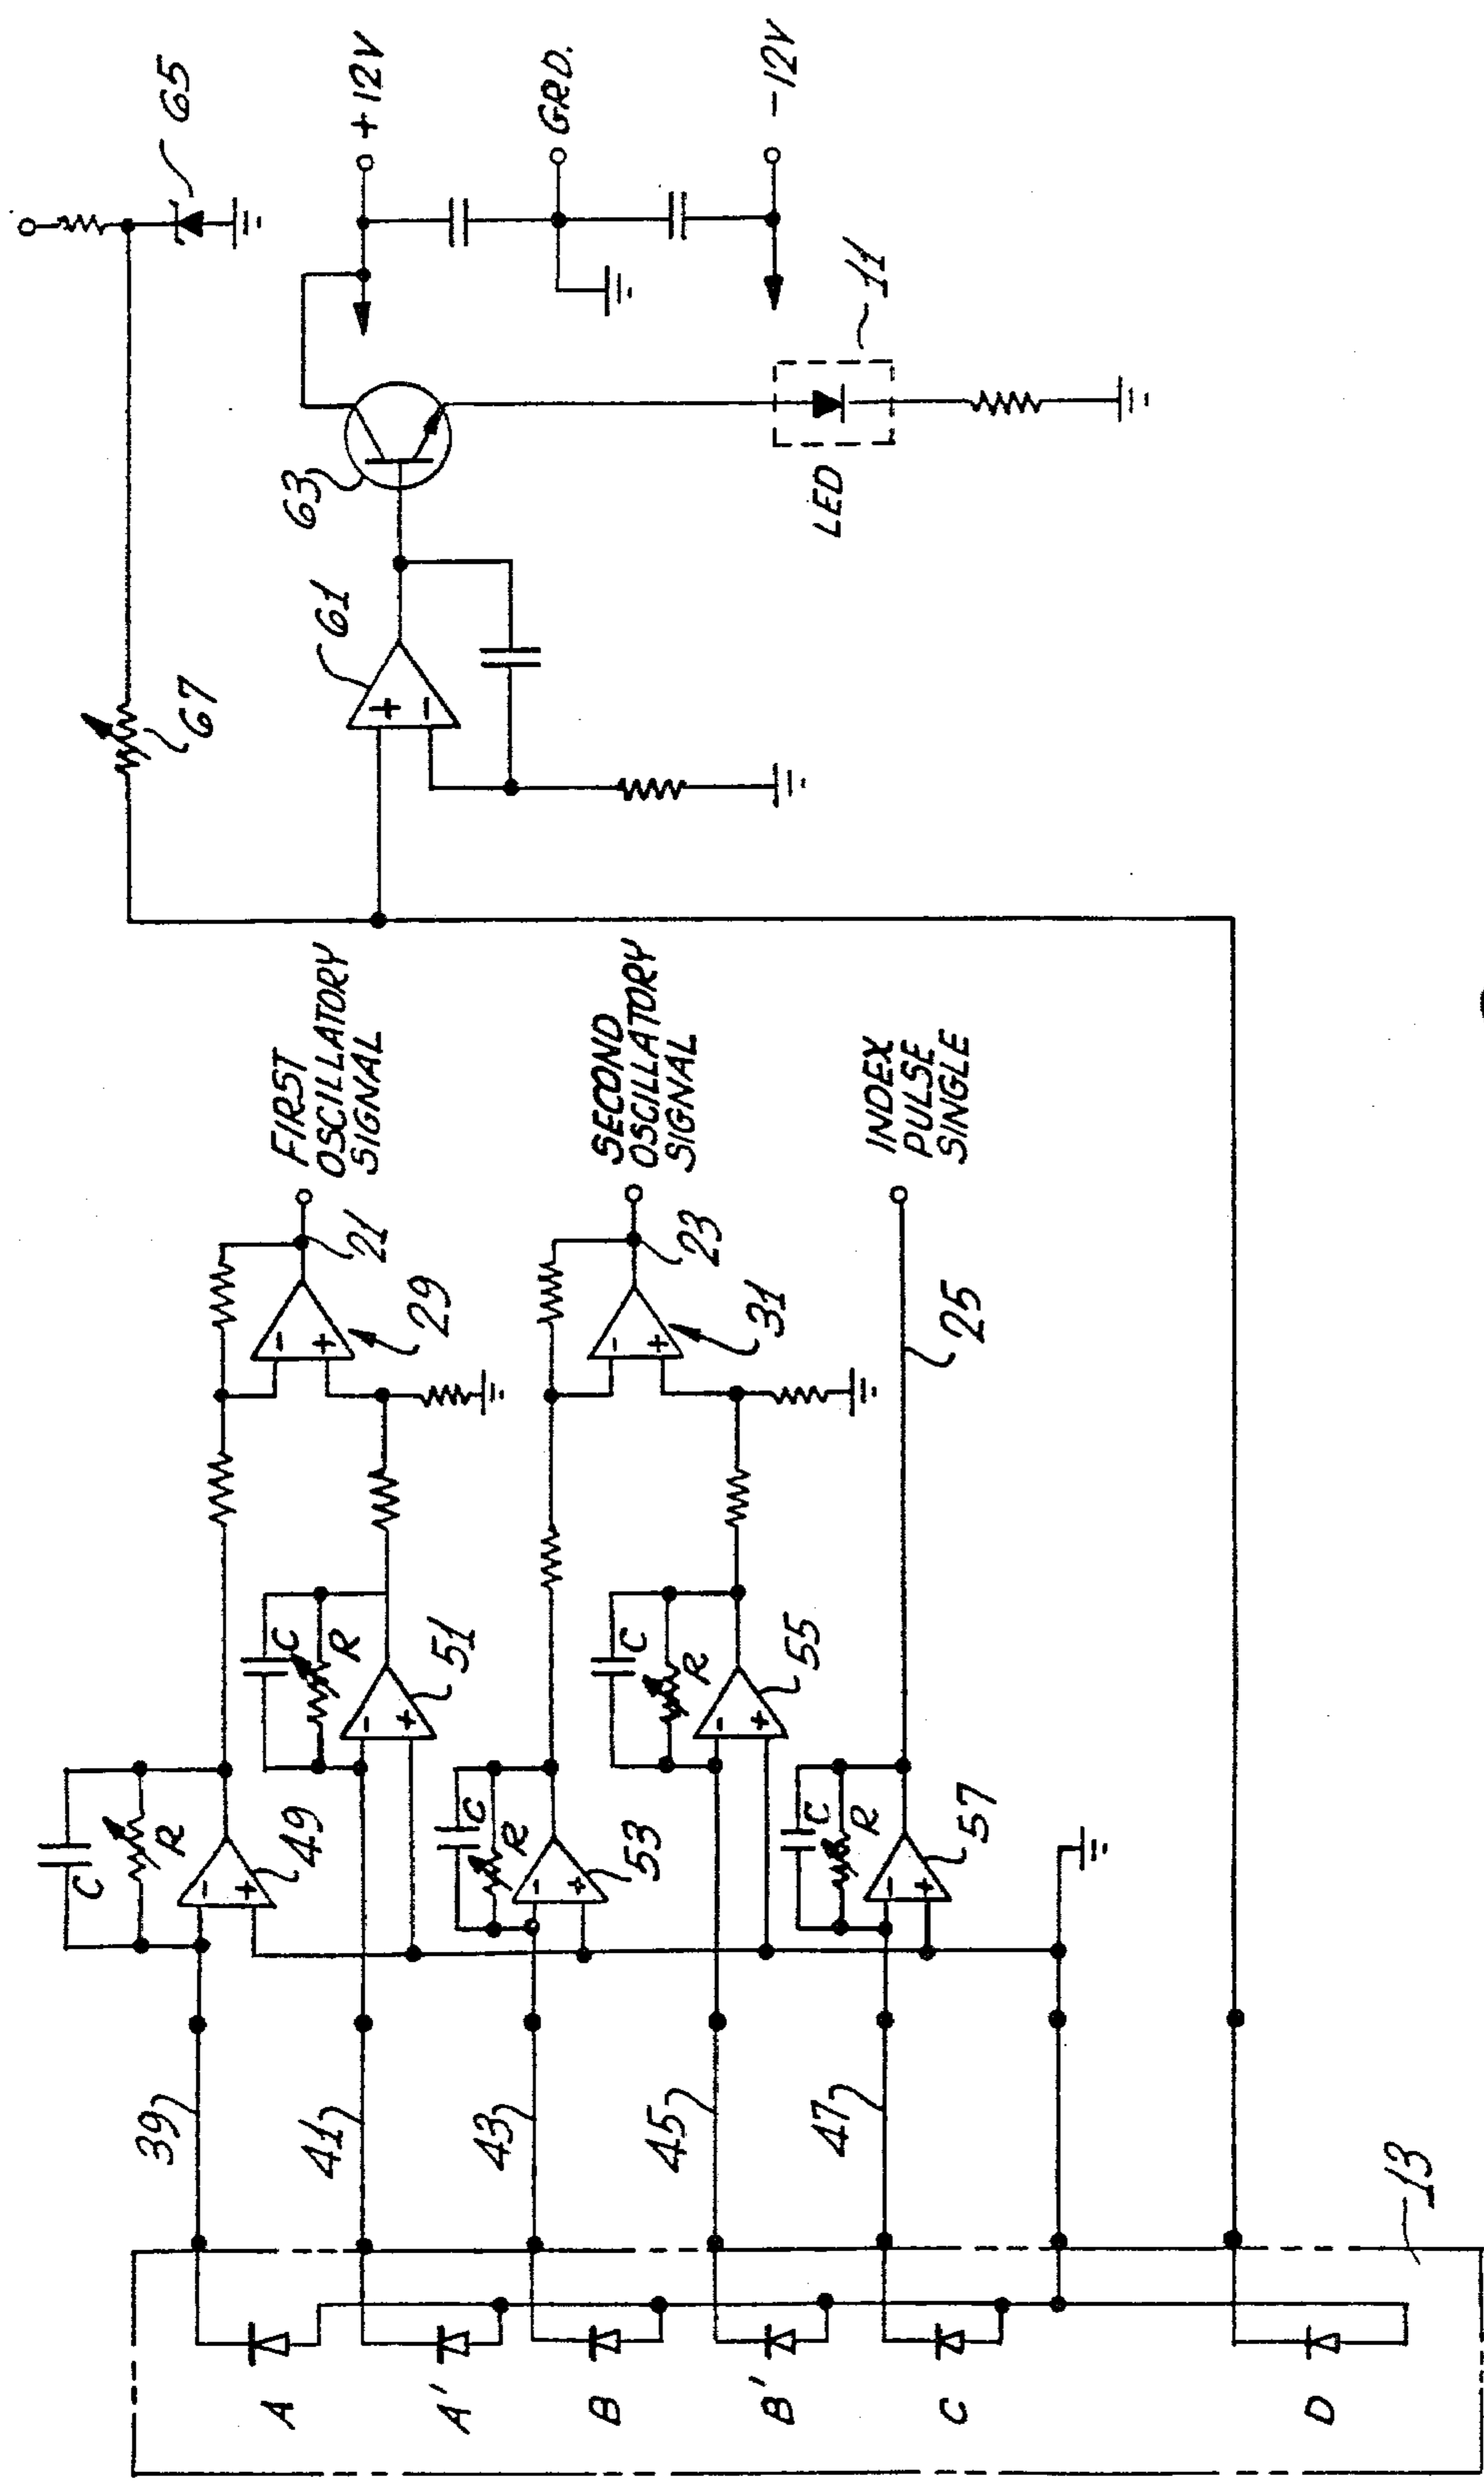 65
+12V
GRD.
-12V
11
LED
63
61
+
-
67
FIRST
OSCILLATORY
SIGNAL
21
-
+
29
SECOND
OSCILLATORY
SIGNAL
23
-
+
31
INDEX
PULSE
SINGLE
25
C
R
-
+
49
C
R
-
+
51
C
R
-
+
53
C
R
-
+
55
C
R
-
+
57
39
41
43
45
47
13
A
A'
B
B'
C
D